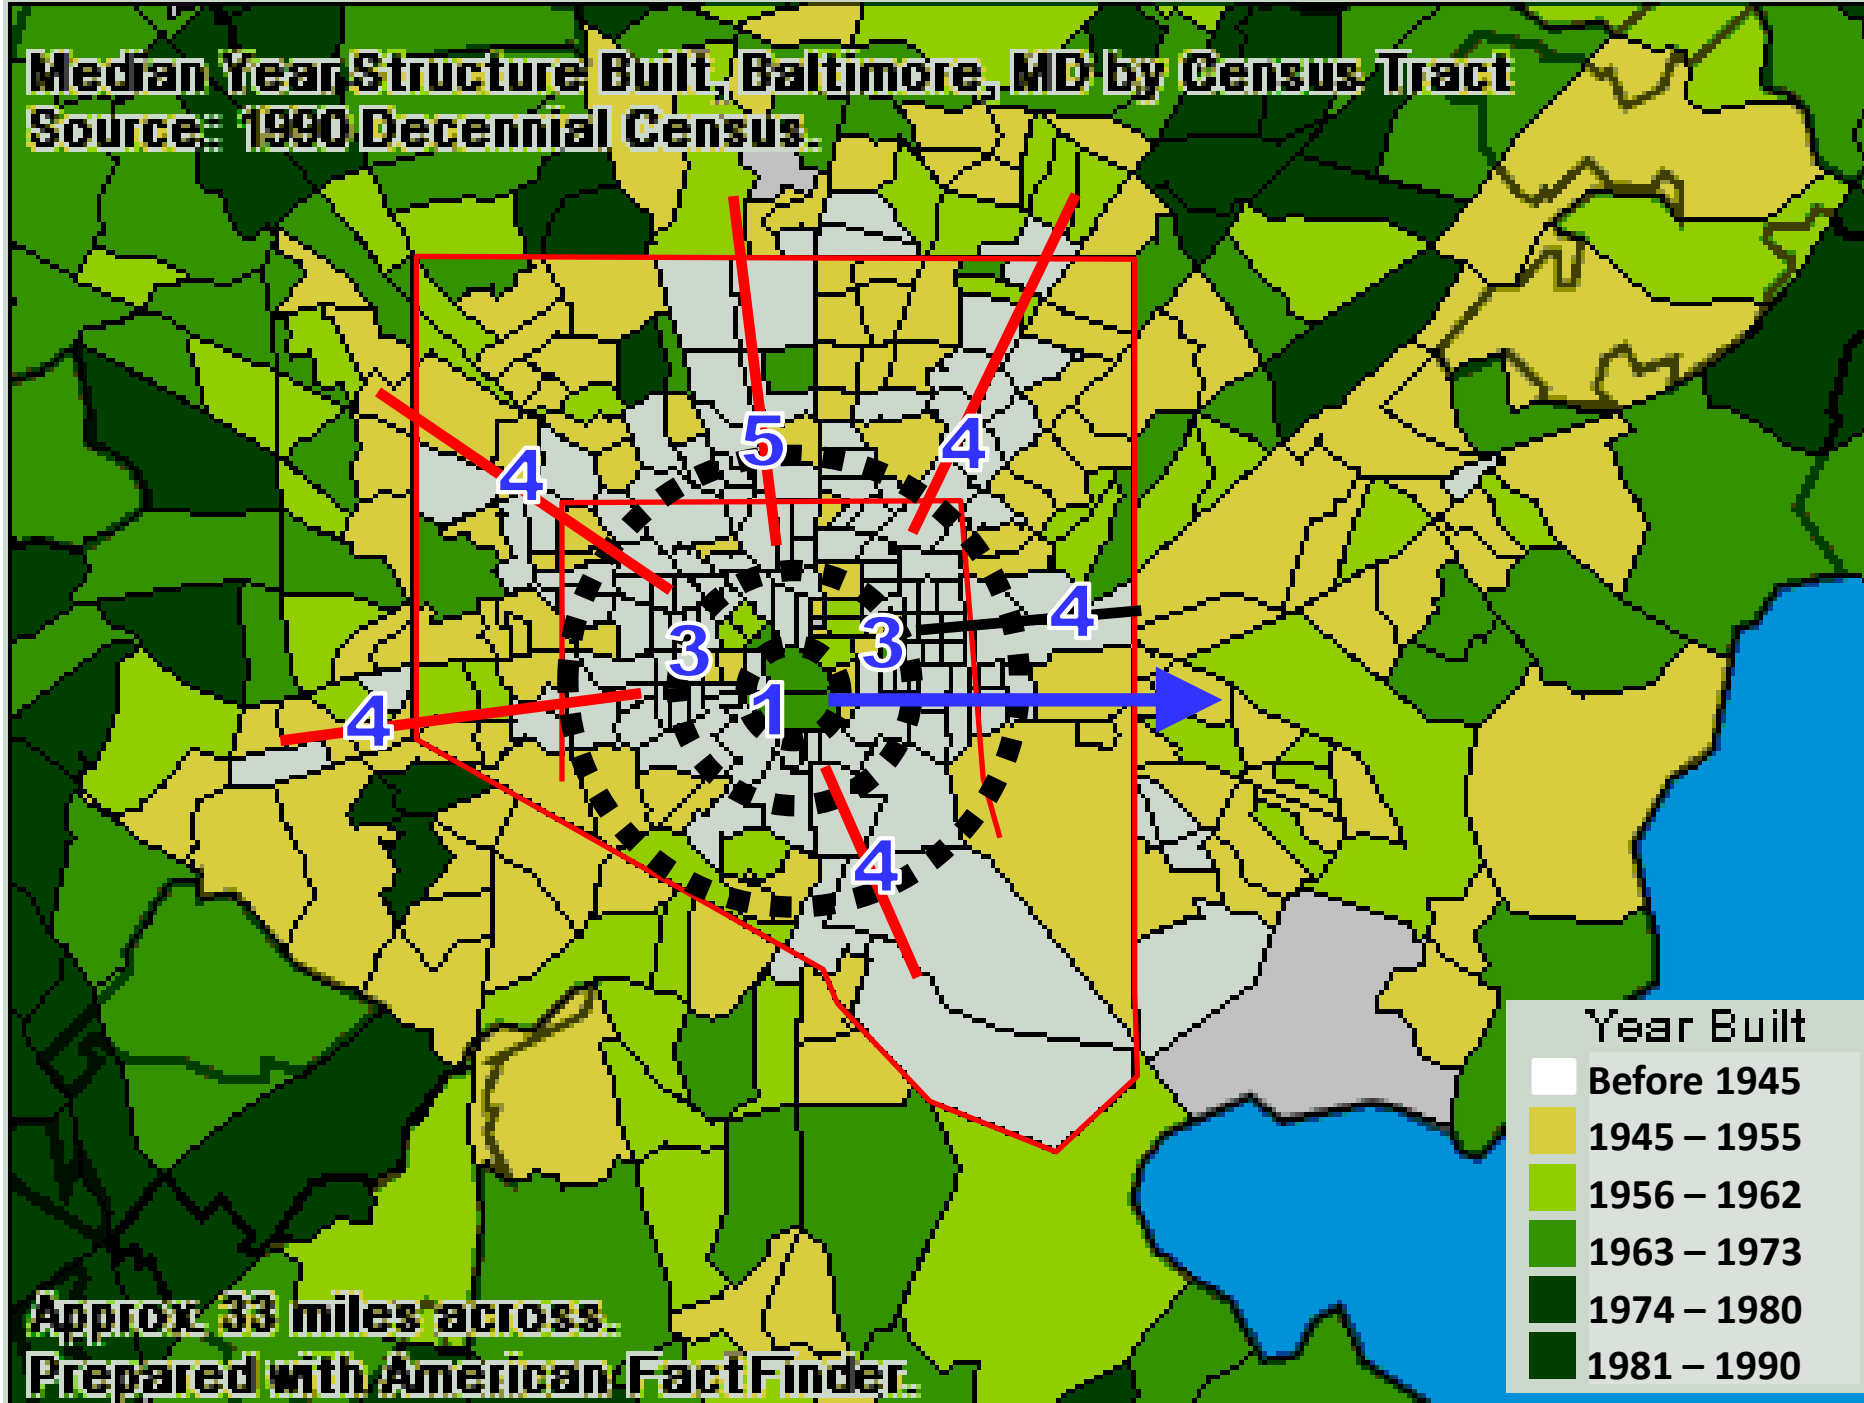 Median Year Structure Built, Baltimore, MD by Census Tract
Source: 1990 Decennial Census.
5
4
4
4
3
3
1
4
4
Year Built
Before 1945
1945 – 1955
1956 – 1962
1963 – 1973
1974 – 1980
1981 – 1990
Approx. 33 miles across.
Prepared with American FactFinder.